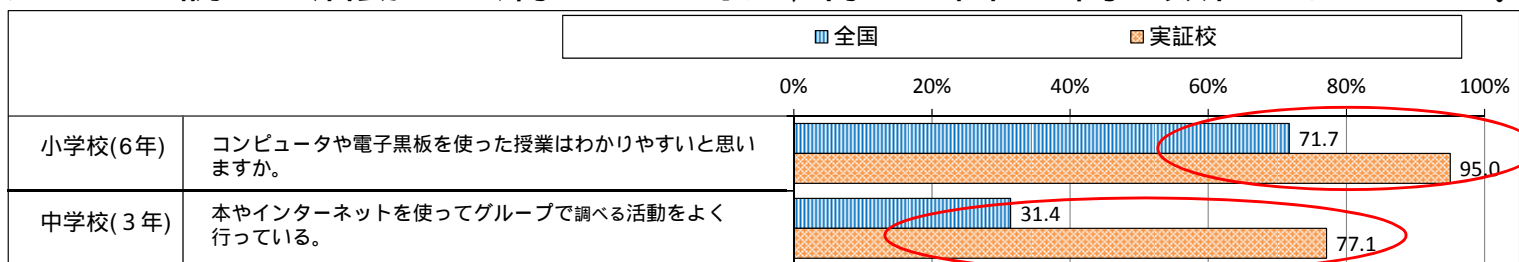 全国 実証校
0% 20% 40% 60% 80% 100%
小学校(6年) コンピュータや電子黒板を使った授業はわかりやすいと思い
ますか。
71.7
95.0
中学校(3年) 本やインターネットを使ってグループで調べる活動をよく
行っている。
31.4
77.1